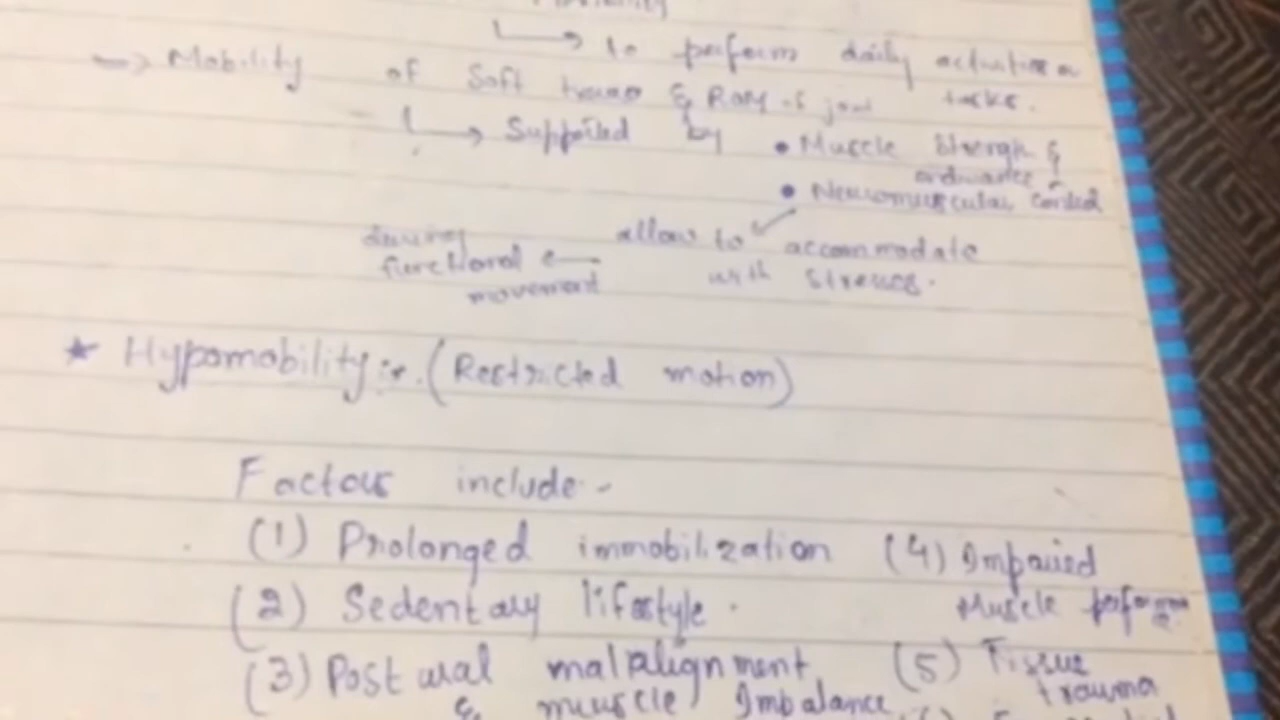 ↳ to perform daily activities or
⇒ Mobility of Soft tissues & ROM of joint tasks.
↳ Supported by • Muscle Strength &
endurance
• Neuromuscular control
allow to accommodate
with stresses.
during
functional ←
movement
★ Hypomobility :- (Restricted motion)
Factors include -
(1) Prolonged immobilization (4) Impaired
Muscle
(2) Sedentary lifestyle.
(3) Postural malalignment (5) Tissue
trauma
& muscle Imbalance